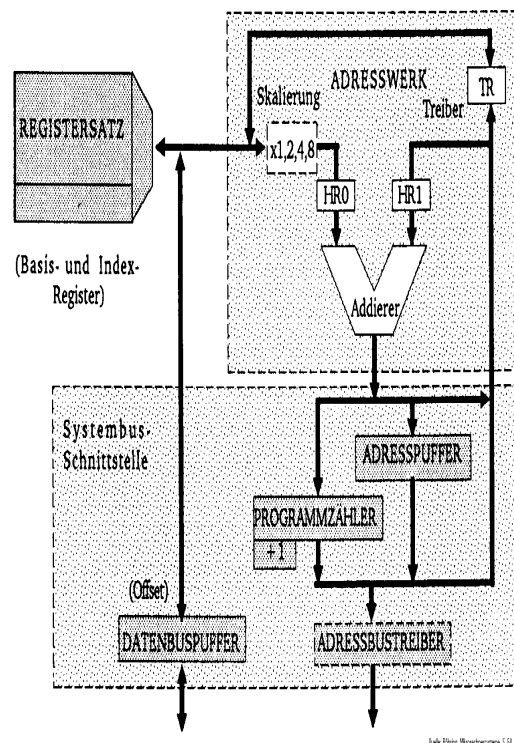 ADRESSWERK
TR
Skalierung
Treiber
REGISTERSATZ
x1,2,4,8
HR0
HR1
(Basis- und Index-
Register)
Addierer
Systembus-
Schnittstelle
ADRESSPUFFER
PROGRAMMZÄHLER
+1
(Offset)
DATENBUSPUFFER
ADRESSBUSTREIBER